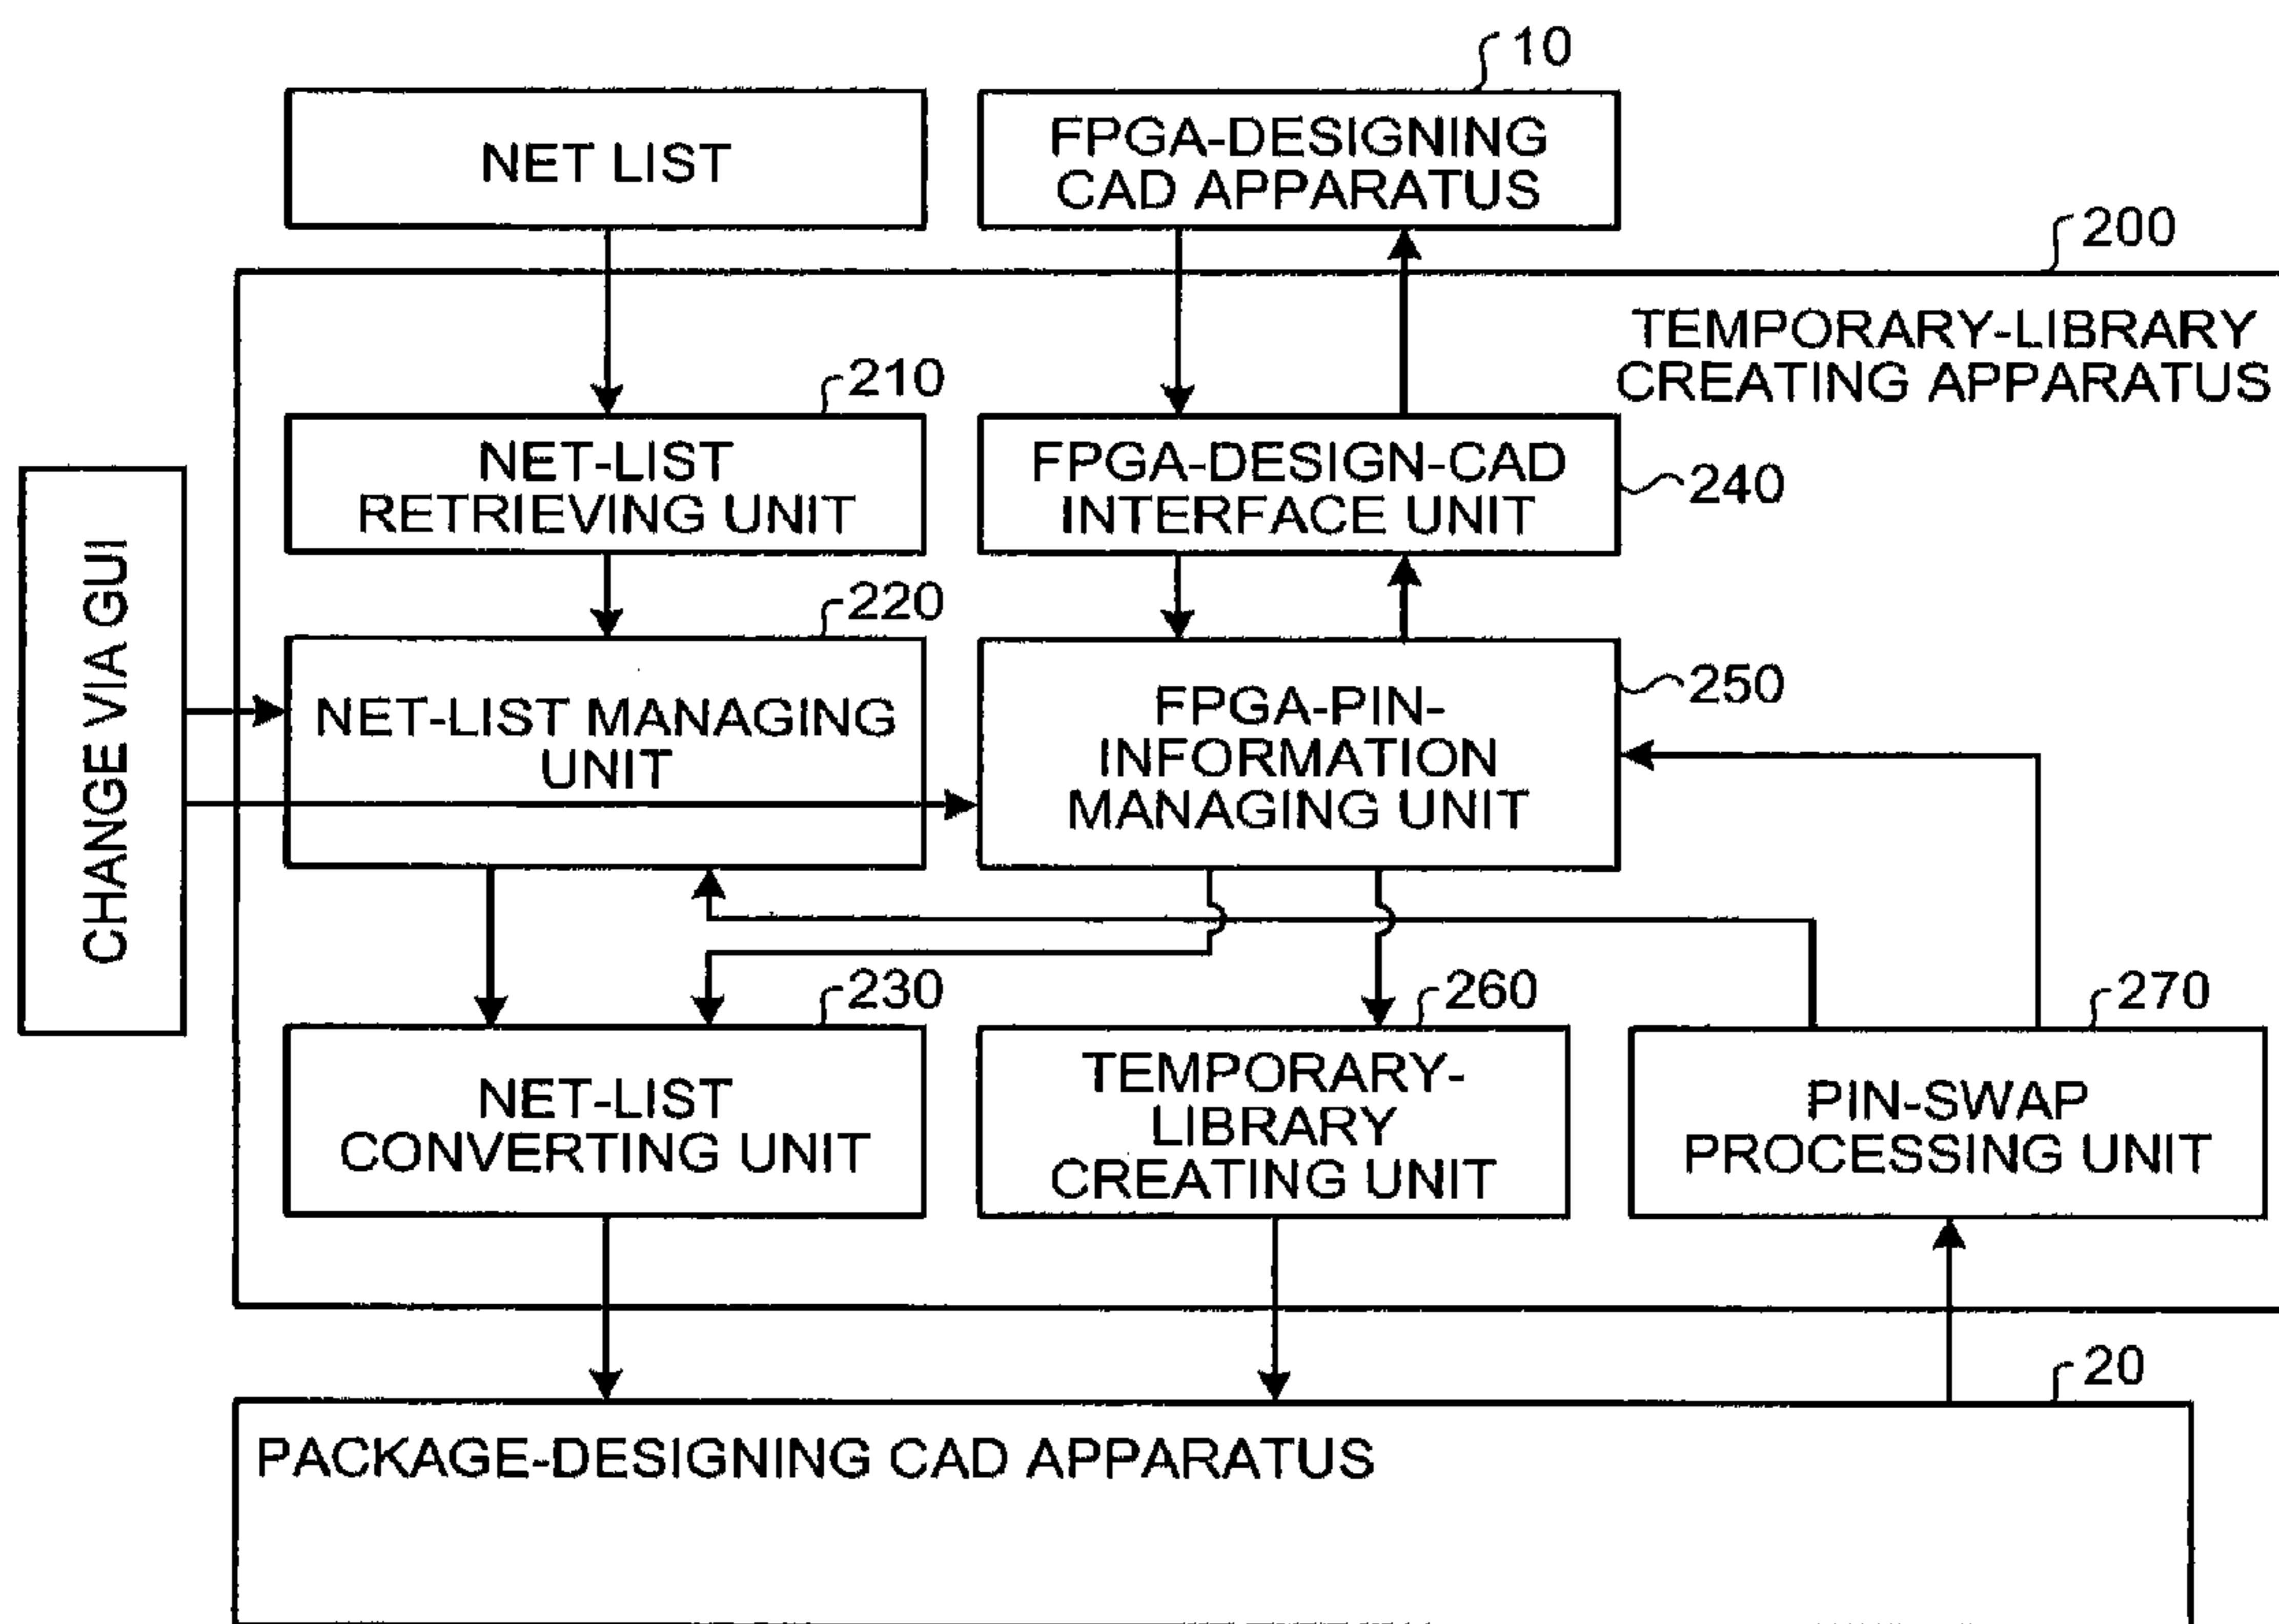 10
NET LIST
FPGA-DESIGNING
CAD APPARATUS
200
TEMPORARY-LIBRARY
CREATING APPARATUS
210
NET-LIST
RETRIEVING UNIT
FPGA-DESIGN-CAD
INTERFACE UNIT
240
CHANGE VIA GUI
220
NET-LIST MANAGING
UNIT
FPGA-PIN-
INFORMATION
MANAGING UNIT
250
230
NET-LIST
CONVERTING UNIT
260
TEMPORARY-
LIBRARY
CREATING UNIT
270
PIN-SWAP
PROCESSING UNIT
20
PACKAGE-DESIGNING CAD APPARATUS